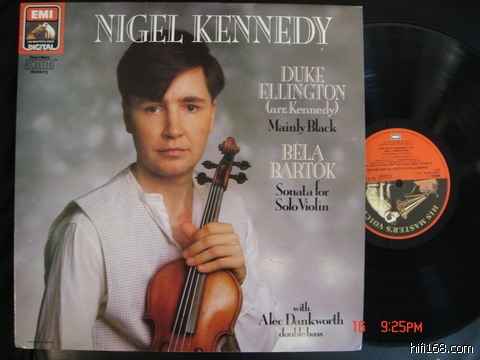 EMI
DIGITAL
NIGEL KENNEDY
DUKE
ELLINGTON
(arr. Kennedy)
Mainly Black
BÉLA
BARTÓK
Sonata for
Solo Violin
with
Alec Dankworth
double bass
EMI
HIS MASTER'S VOICE
16 9:25PM
hifi168.com